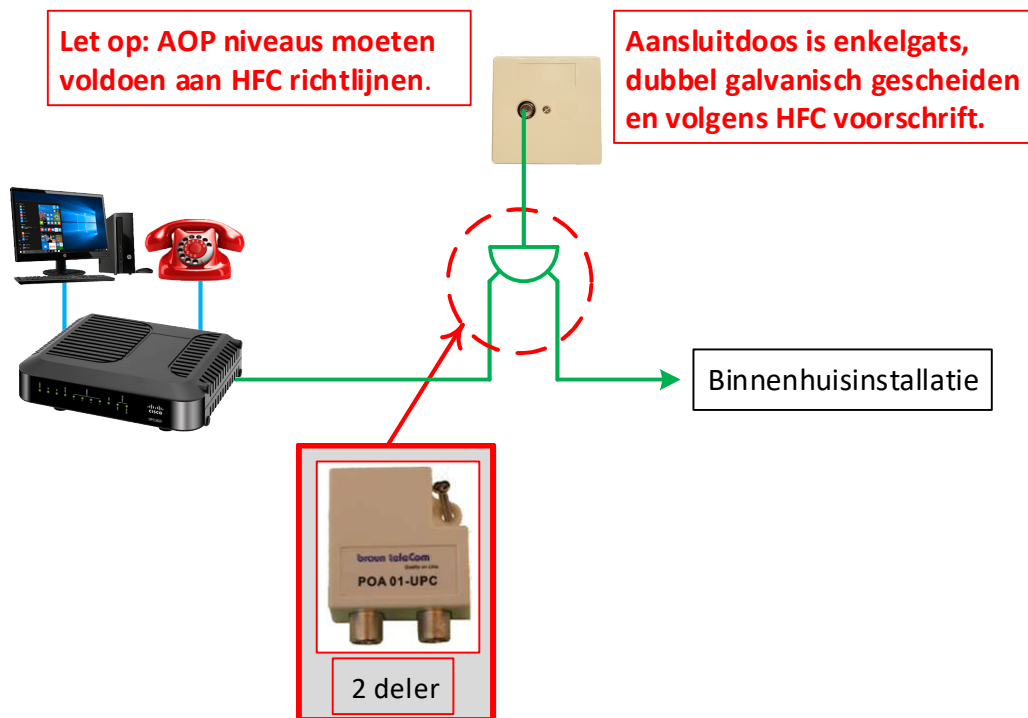 Let op: AOP niveaus moeten
voldoen aan HFC richtlijnen.
Aansluitdoos is enkelgats,
dubbel galvanisch gescheiden
en volgens HFC voorschrift.
cisco
Binnenhuisinstallatie
braun teleCom
Quality on Line
POA 01-UPC
2 deler